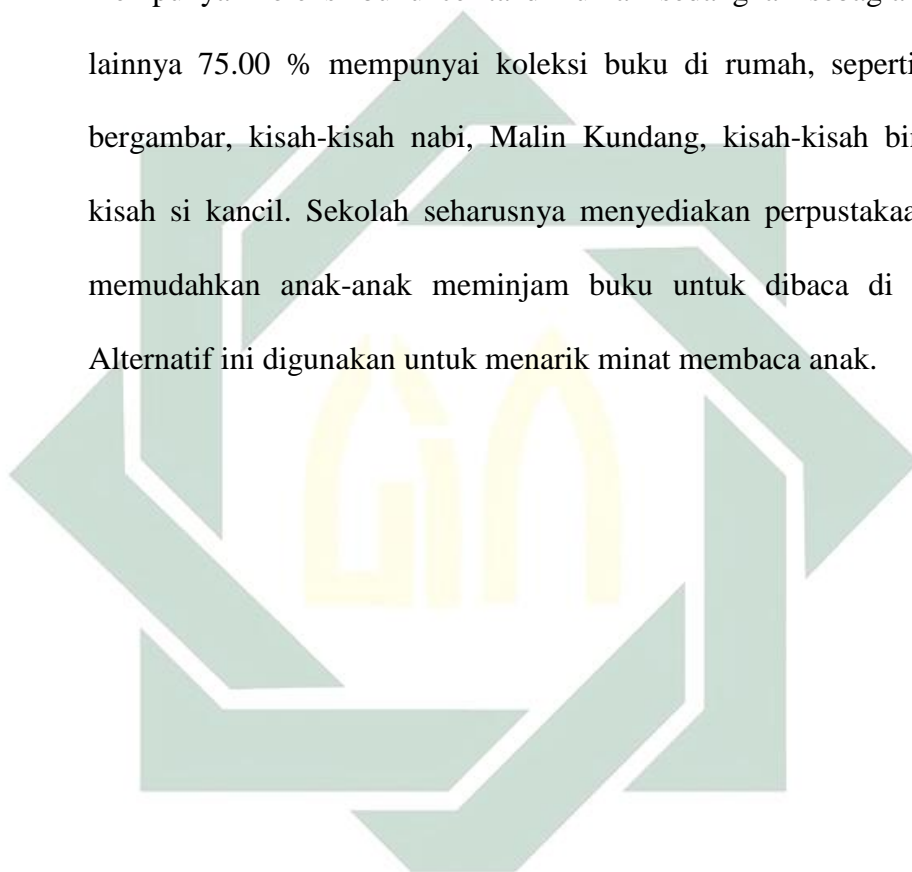 lainnya 75.00 % mempunyai koleksi buku di rumah, seperti
bergambar, kisah-kisah nabi, Malin Kundang, kisah-kisah
kisah si kancil. Sekolah seharusnya menyediakan
memudahkan anak-anak meminjam buku untuk dibaca di
Alternatif ini digunakan untuk menarik minat membaca anak.